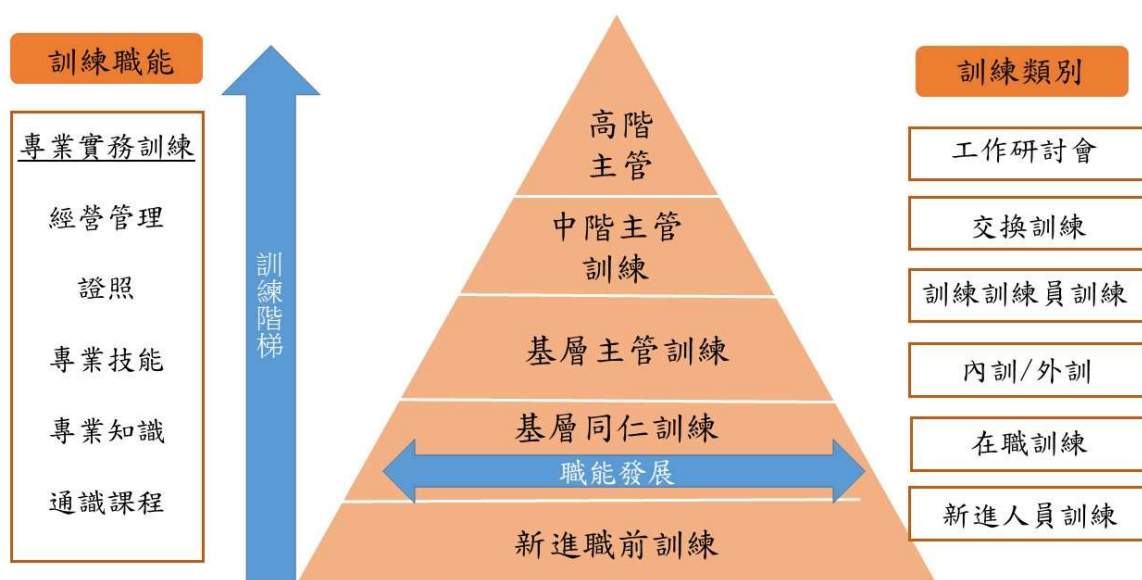 訓練職能
專業實務訓練
經營管理
證照
專業技能
專業知識
通識課程
訓練階梯
高階
主管
中階主管
訓練
基層主管訓練
基層同仁訓練
職能發展
新進職前訓練
訓練類別
工作研討會
交換訓練
訓練訓練員訓練
內訓/外訓
在職訓練
新進人員訓練